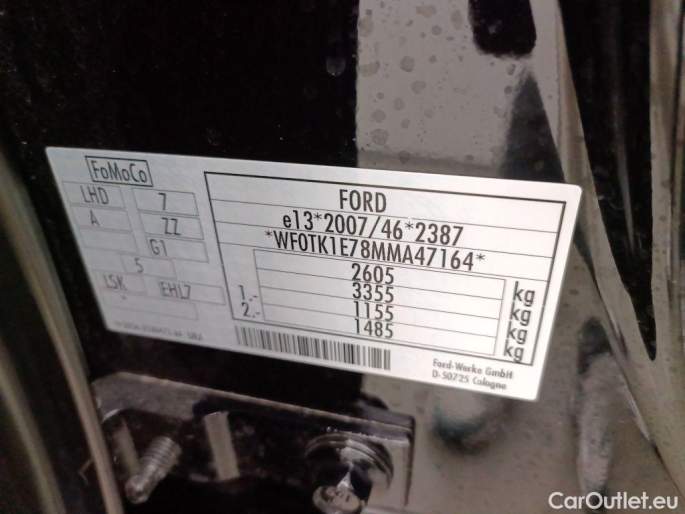 FoMoCo
LHD 7
A ZZ
G1
5
LSK EHL7
FORD
e13*2007/46*2387
*WF0TK1E78MMA47164*
2605 kg
3355 kg
1.- 1155 kg
2.- 1485 kg
Ford-Werke GmbH
D-50725 Cologne
CarOutlet.eu